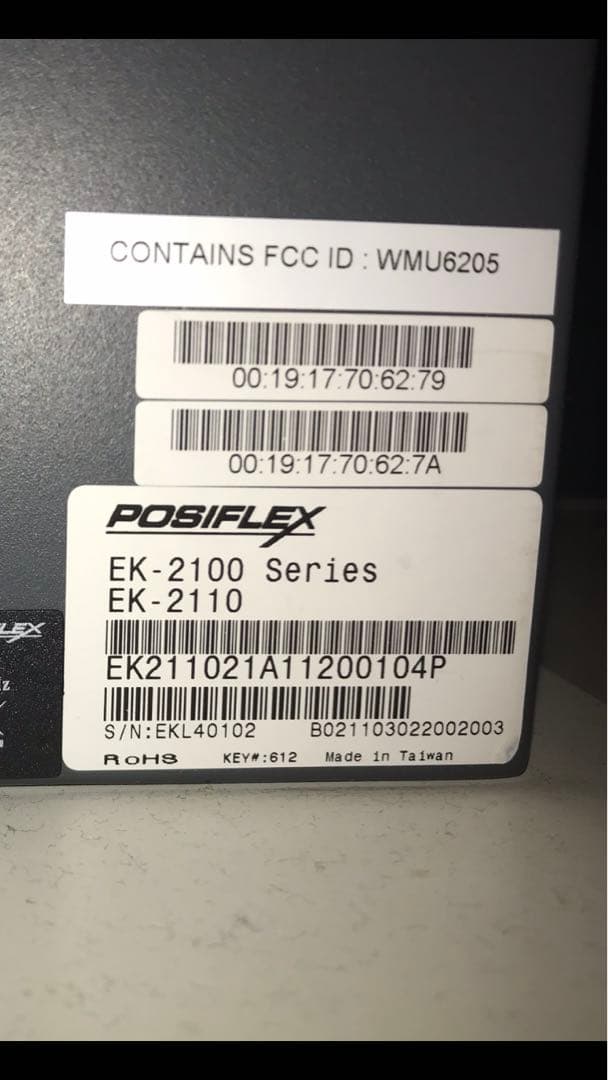 CONTAINS FCC ID : WMU6205
00:19:17:70:62:79
00:19:17:70:62:7A
POSIFLEX
EK-2100 Series
EK-2110
EK211021A11200104P
S/N:EKL40102 B021103022002003
RoHS KEY#:612 Made in Taiwan
LEX